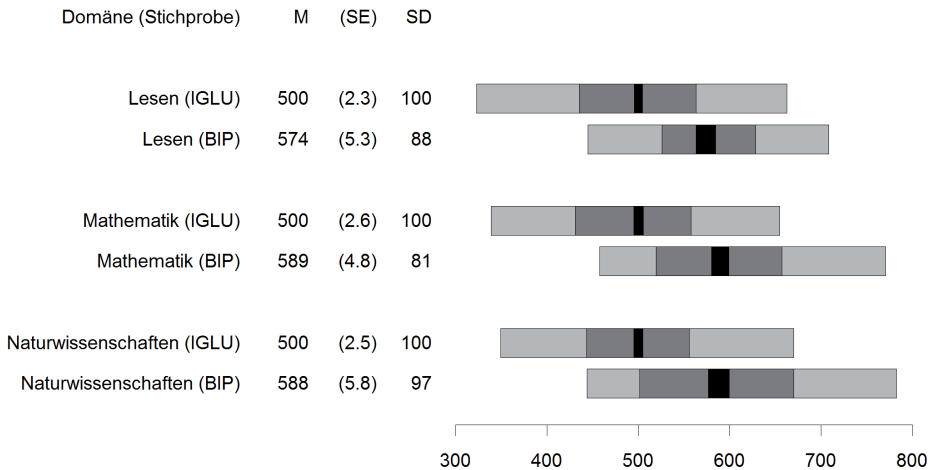 Domäne (Stichprobe) M (SE) SD
Lesen (IGLU) 500 (2.3) 100
Lesen (BIP) 574 (5.3) 88
Mathematik (IGLU) 500 (2.6) 100
Mathematik (BIP) 589 (4.8) 81
Naturwissenschaften (IGLU) 500 (2.5) 100
Naturwissenschaften (BIP) 588 (5.8) 97
300 400 500 600 700 800